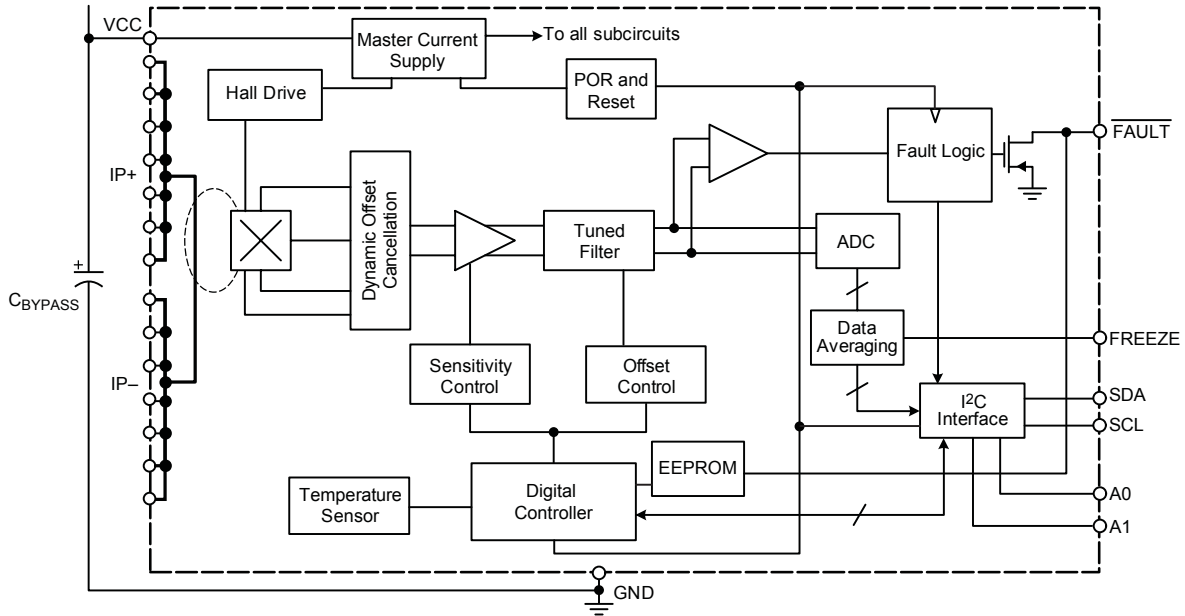 VCC
Master Current
Supply
To all subcircuits
Hall Drive
POR and
Reset
Fault Logic
FAULT
IP+
Dynamic Offset
Cancellation
Tuned
Filter
ADC
+
CBYPASS
Data
Averaging
FREEZE
Sensitivity
Control
Offset
Control
IP–
I2C
Interface
SDA
SCL
EEPROM
Temperature
Sensor
Digital
Controller
A0
A1
GND